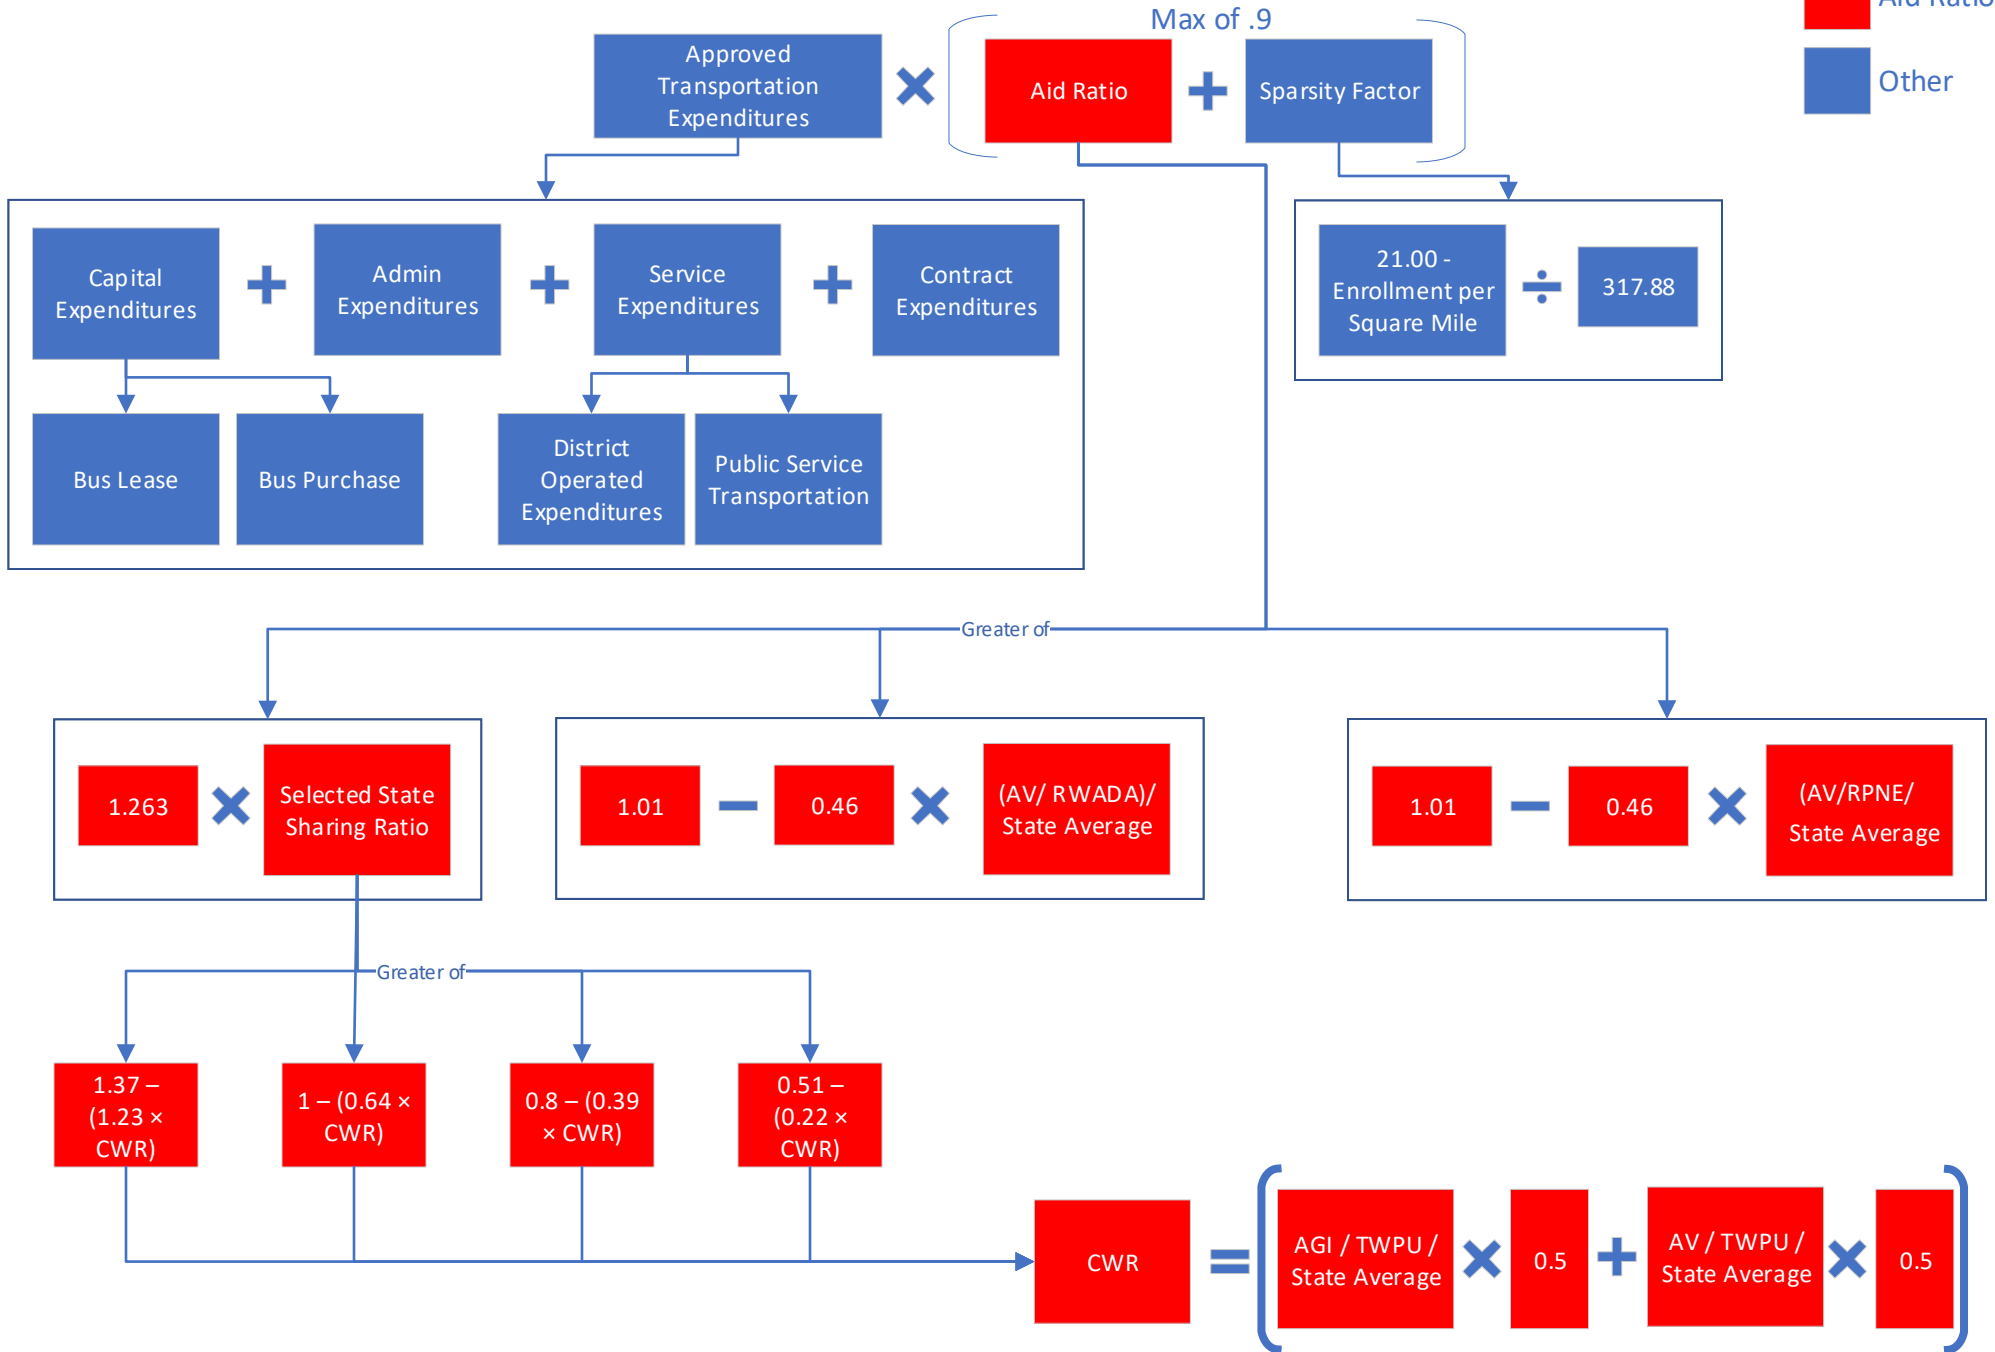 Max of .9
Aid Ratio
Approved
Transportation
Expenditures
Aid Ratio
Sparsity Factor
Other
Capital
Expenditures
Admin
Expenditures
Service
Expenditures
Contract
Expenditures
21.00 -
Enrollment per
Square Mile
317.88
Bus Lease
Bus Purchase
District
Operated
Expenditures
Public Service
Transportation
Greater of
1.263
Selected State
Sharing Ratio
1.01
0.46
(AV/ RWADA)/
State Average
1.01
0.46
(AV/RPNE/
State Average
Greater of
1.37 –
(1.23 ×
CWR)
1 – (0.64 ×
CWR)
0.8 – (0.39
× CWR)
0.51 –
(0.22 ×
CWR)
CWR
AGI / TWPU /
State Average
0.5
AV / TWPU /
State Average
0.5